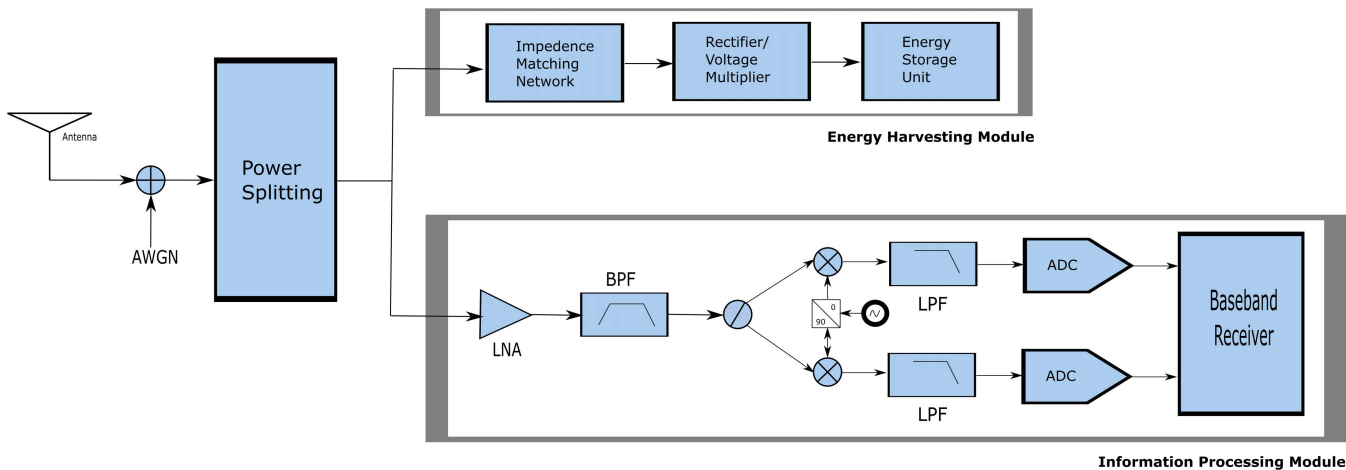 Impedence
Matching
Network
Rectifier/
Voltage
Multiplier
Energy
Storage
Unit
Energy Harvesting Module
Antenna
Power
Splitting
AWGN
LNA
BPF
0
90
LPF
ADC
LPF
ADC
Baseband
Receiver
Information Processing Module